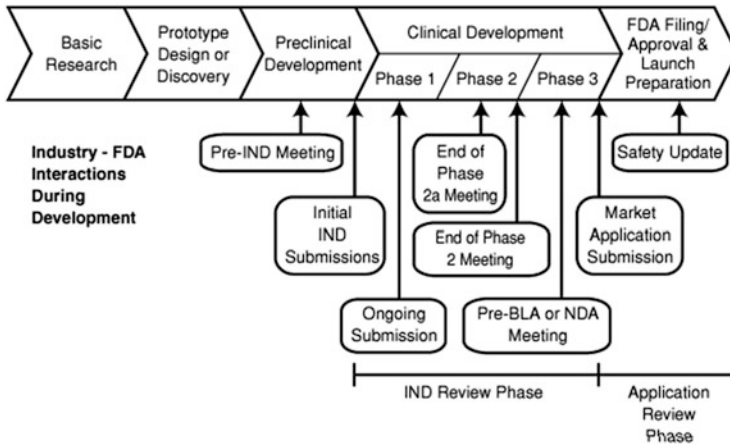 Basic
Research
Prototype
Design or
Discovery
Preclinical
Development
Clinical Development
Phase 1
Phase 2
Phase 3
FDA Filing/
Approval &
Launch
Preparation
Industry - FDA
Interactions
During
Development
Pre-IND Meeting
Initial
IND
Submissions
Ongoing
Submission
End of
Phase
2a Meeting
End of Phase
2 Meeting
Pre-BLA or NDA
Meeting
Market
Application
Submission
Safety Update
IND Review Phase
Application
Review
Phase